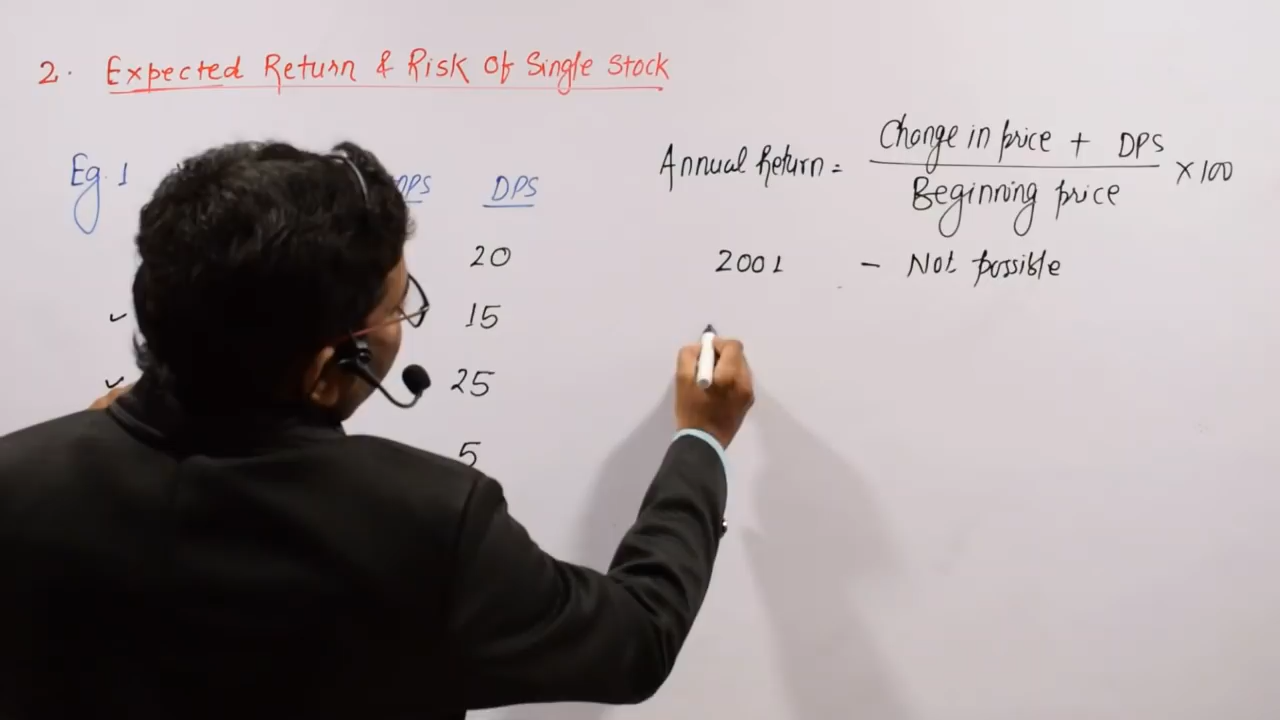 2. Expected Return & Risk Of Single Stock
Eg. 1 DPS
20
15
25
5
Annual Return = Change in price + DPS
Beginning price × 100
2001 - Not possible